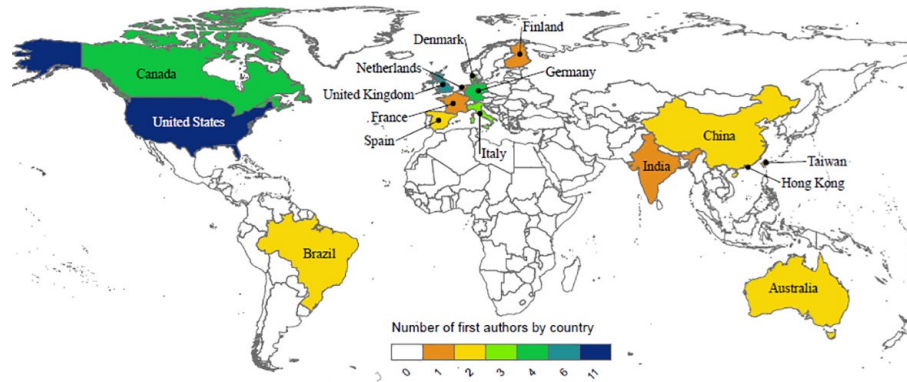 Finland
Denmark
Netherlands
Canada
Germany
United Kingdom
United States
France
China
Spain
Taiwan
Italy
India
Hong Kong
Brazil
Australia
Number of first authors by country
0 1 2 3 4 6 11